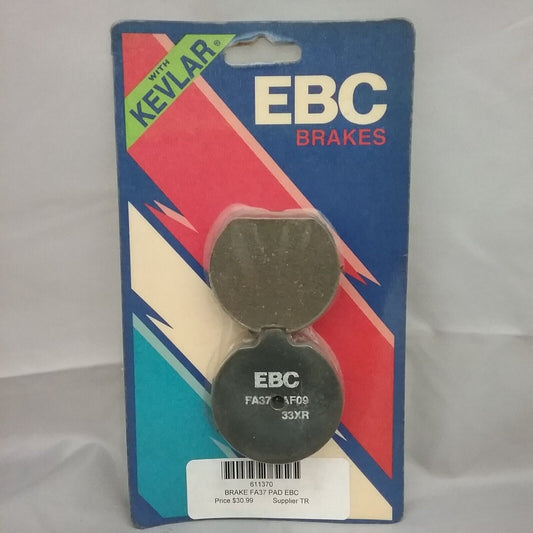 WITH
KEVLAR®
EBC
BRAKES
EBC
FA37 AF09
33XR
611370
BRAKE FA37 PAD EBC
Price $30.99 Supplier TR